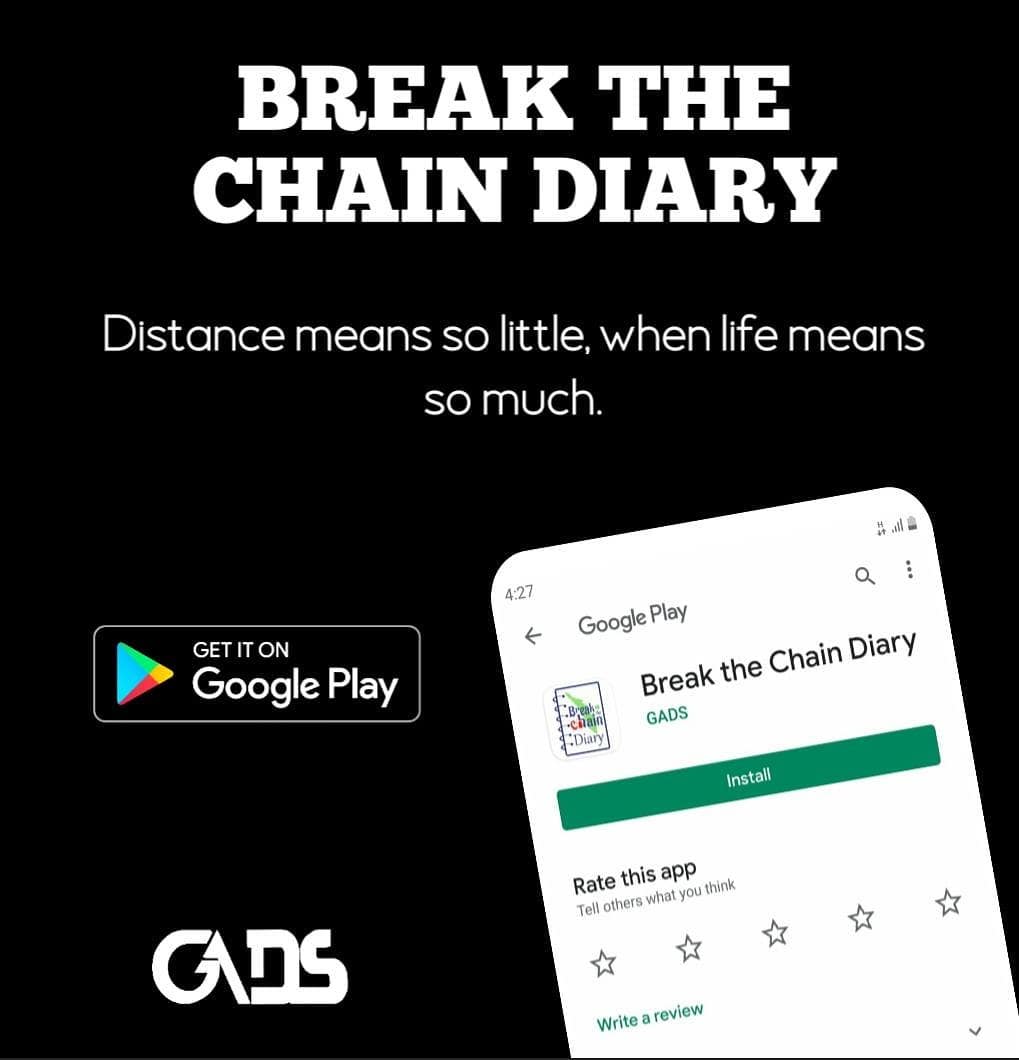 BREAK THE
CHAIN DIARY
Distance means so little, when life means
so much.
GET IT ON
Google Play
4:27
H
Google Play
Break the Chain Diary
GADS
Break
the
chain
Diary
Install
Rate this app
Tell others what you think
Write a review
GADS